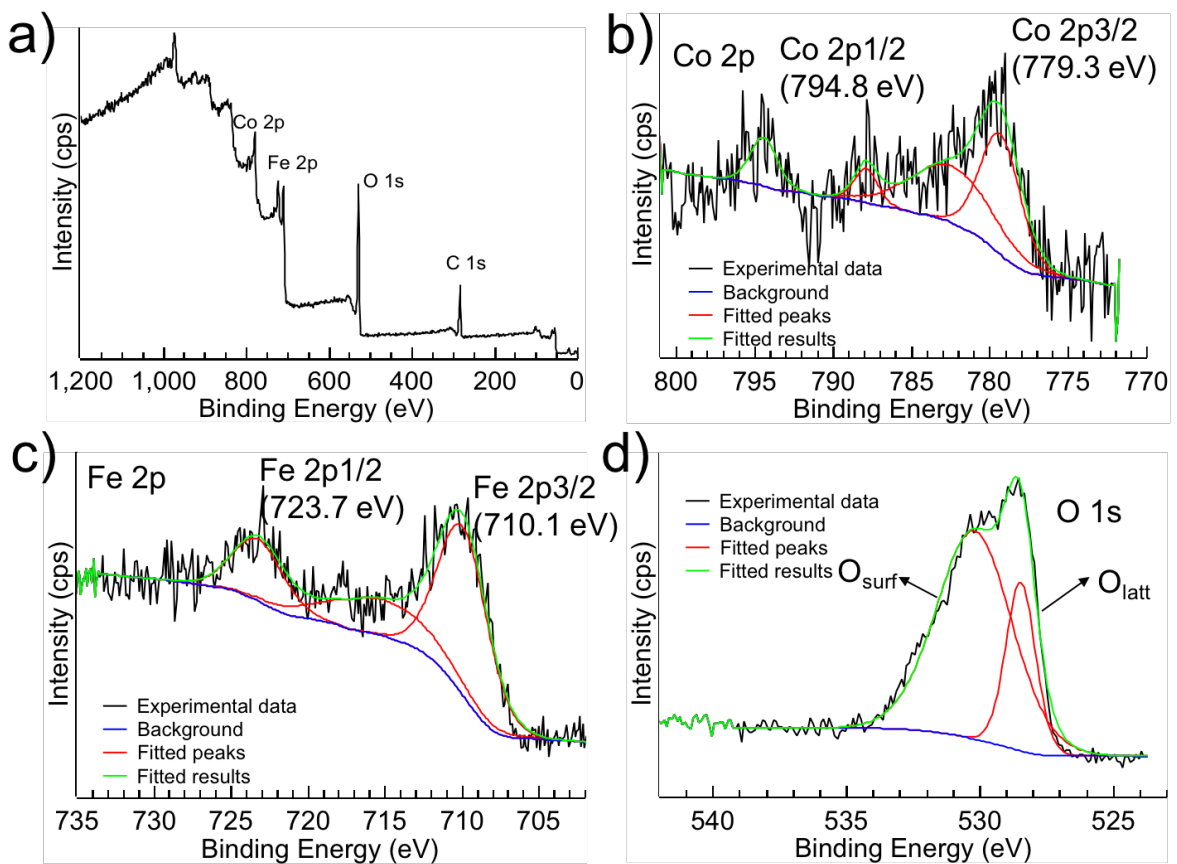 a)
Co 2p
Fe 2p
O 1s
C 1s
Intensity (cps)
1,200 1,000 800 600 400 200 0
Binding Energy (eV)
b)
Co 2p
Co 2p1/2
(794.8 eV)
Co 2p3/2
(779.3 eV)
Intensity (cps)
Experimental data
Background
Fitted peaks
Fitted results
800 795 790 785 780 775 770
Binding Energy (eV)
c)
Fe 2p
Fe 2p1/2
(723.7 eV)
Fe 2p3/2
(710.1 eV)
Intensity (cps)
Experimental data
Background
Fitted peaks
Fitted results
735 730 725 720 715 710 705
Binding Energy (eV)
d)
Experimental data
Background
Fitted peaks
Fitted results
O 1s
Osurf
Olatt
Intensity (cps)
540 535 530 525
Binding Energy (eV)